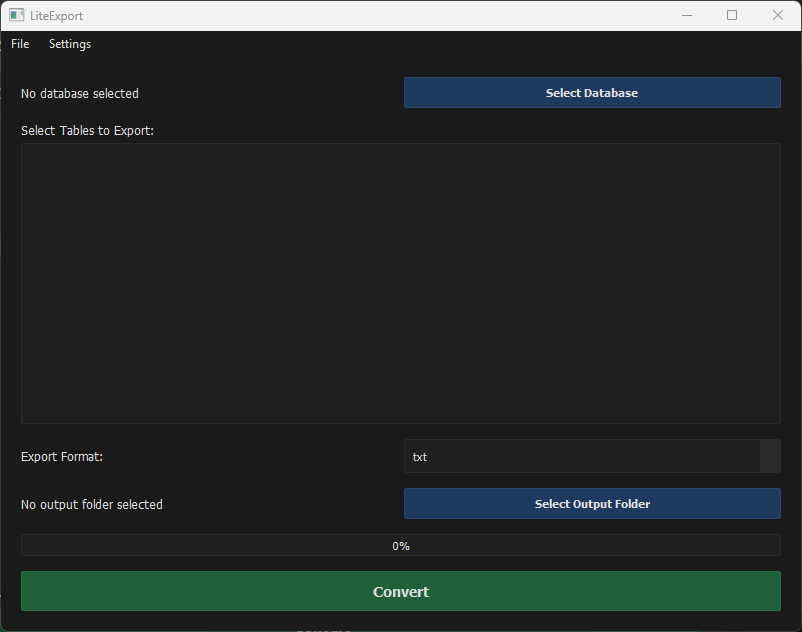 LiteExport
File Settings
No database selected Select Database
Select Tables to Export:
Export Format: txt
No output folder selected Select Output Folder
0%
Convert